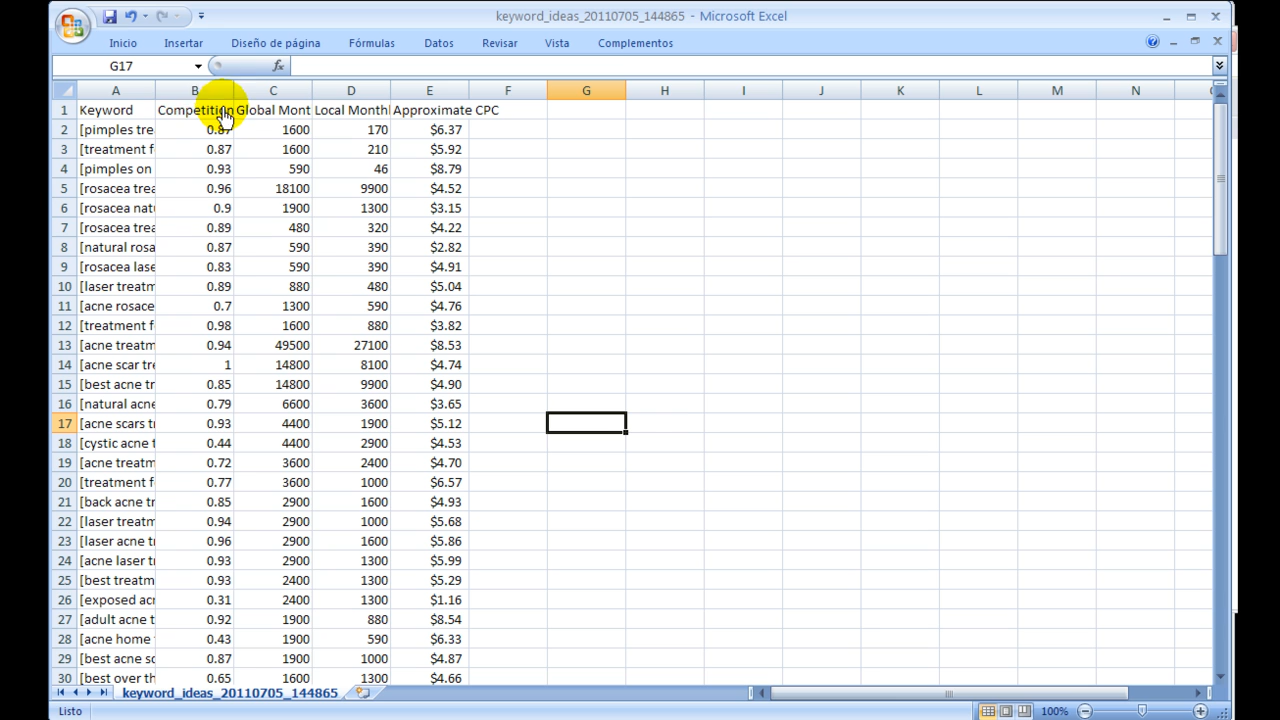 keyword_ideas_20110705_144865 - Microsoft Excel
Inicio Insertar Diseño de página Fórmulas Datos Revisar Vista Complementos
G17 fx
A B C D E F G H I J K L M N
1 Keyword Competition Global Mont Local Monthl Approximate CPC
2 [pimples tre 0.87 1600 170 $6.37
3 [treatment f 0.87 1600 210 $5.92
4 [pimples on 0.93 590 46 $8.79
5 [rosacea trea 0.96 18100 9900 $4.52
6 [rosacea natu 0.9 1900 1300 $3.15
7 [rosacea trea 0.89 480 320 $4.22
8 [natural rosa 0.87 590 390 $2.82
9 [rosacea lase 0.83 590 390 $4.91
10 [laser treatm 0.89 880 480 $5.04
11 [acne rosace 0.7 1300 590 $4.76
12 [treatment f 0.98 1600 880 $3.82
13 [acne treatm 0.94 49500 27100 $8.53
14 [acne scar tre 1 14800 8100 $4.74
15 [best acne tr 0.85 14800 9900 $4.90
16 [natural acne 0.79 6600 3600 $3.65
17 [acne scars tr 0.93 4400 1900 $5.12
18 [cystic acne t 0.44 4400 2900 $4.53
19 [acne treatm 0.72 3600 2400 $4.70
20 [treatment f 0.77 3600 1000 $6.57
21 [back acne tr 0.85 2900 1600 $4.93
22 [laser treatm 0.94 2900 1000 $5.68
23 [laser acne tr 0.96 2900 1000 $5.86
24 [acne laser tr 0.93 2900 1300 $5.99
25 [best treatm 0.93 2400 1300 $5.29
26 [exposed acn 0.31 2400 1300 $1.16
27 [adult acne t 0.92 1900 880 $8.54
28 [acne home 0.43 1900 590 $6.33
29 [best acne sc 0.87 1900 1000 $4.87
30 [best over th 0.65 1600 1300 $4.66
keyword_ideas_20110705_144865
Listo 100%